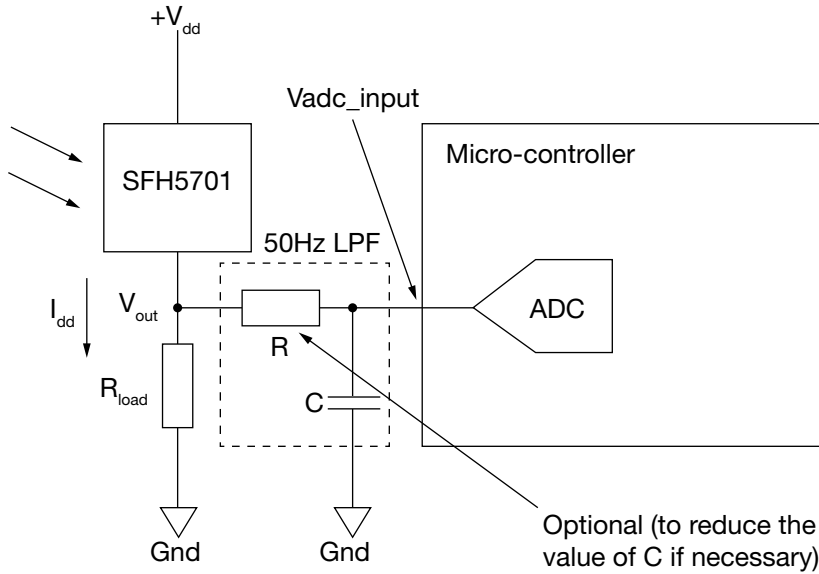 +Vdd
Vadc_input
Micro-controller
SFH5701
50Hz LPF
Idd
Vout
ADC
R
Rload
C
Optional (to reduce the
value of C if necessary)
Gnd
Gnd